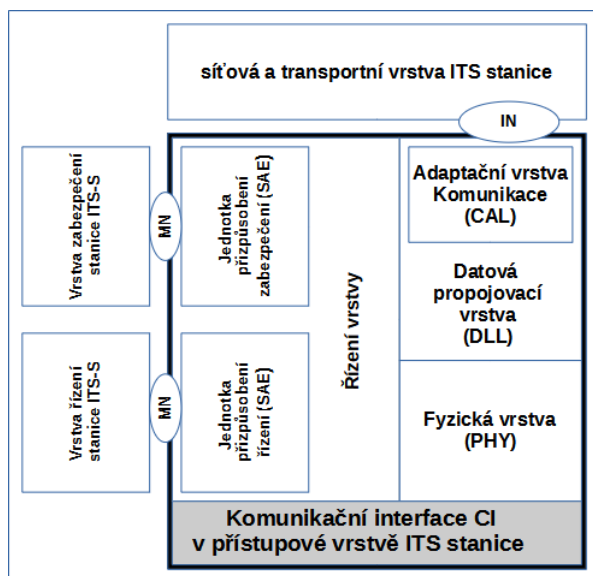 síťová a transportní vrstva ITS stanice
IN
Vrstva zabezpečení
stanice ITS-S
MN
Jednotka
přizpůsobení
zabezpečení (SAE)
Řízení vrstvy
Adaptační vrstva
Komunikace
(CAL)
Datová
propojovací
vrstva
(DLL)
Vrstva řízení
stanice ITS-S
MN
Jednotka
přizpůsobení
řízení (SAE)
Fyzická vrstva
(PHY)
Komunikační interface CI
v přístupové vrstvě ITS stanice